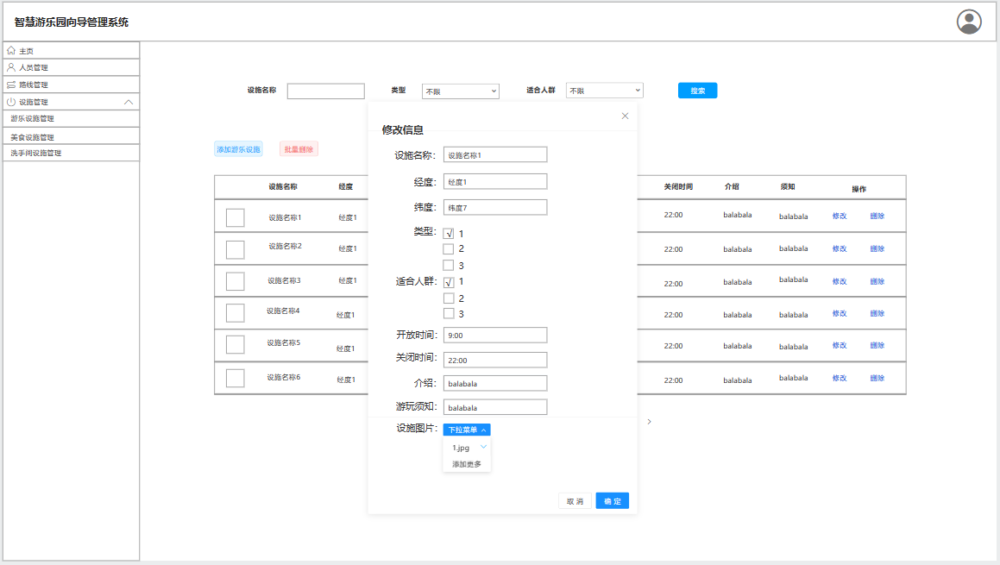 智慧游乐园向导管理系统
主页
人员管理
路线管理
设施管理
游乐设施管理
美食设施管理
洗手间设施管理
设施名称 类型 不限 适合人群 不限 搜索
添加游乐设施 批量删除
设施名称 经度 关闭时间 介绍 须知 操作
设施名称1 经度1 22:00 balabala balabala 修改 删除
设施名称2 经度1 22:00 balabala balabala 修改 删除
设施名称3 经度1 22:00 balabala balabala 修改 删除
设施名称4 经度1 22:00 balabala balabala 修改 删除
设施名称5 经度1 22:00 balabala balabala 修改 删除
设施名称6 经度1 22:00 balabala balabala 修改 删除
修改信息
设施名称: 设施名称1
经度: 经度1
纬度: 纬度7
类型: √ 1
2
3
适合人群: √ 1
2
3
开放时间: 9:00
关闭时间: 22:00
介绍: balabala
游玩须知: balabala
设施图片: 下拉菜单
1.jpg
添加更多
取 消 确 定